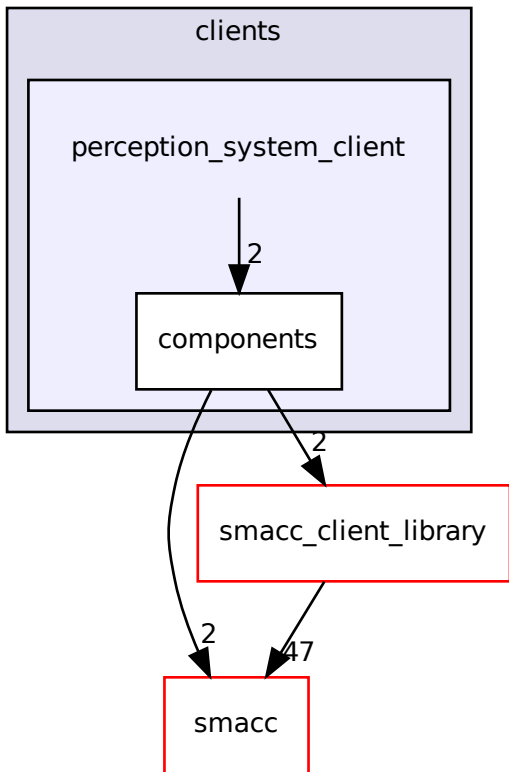 clients
perception_system_client
2
components
2
smacc_client_library
2
47
smacc